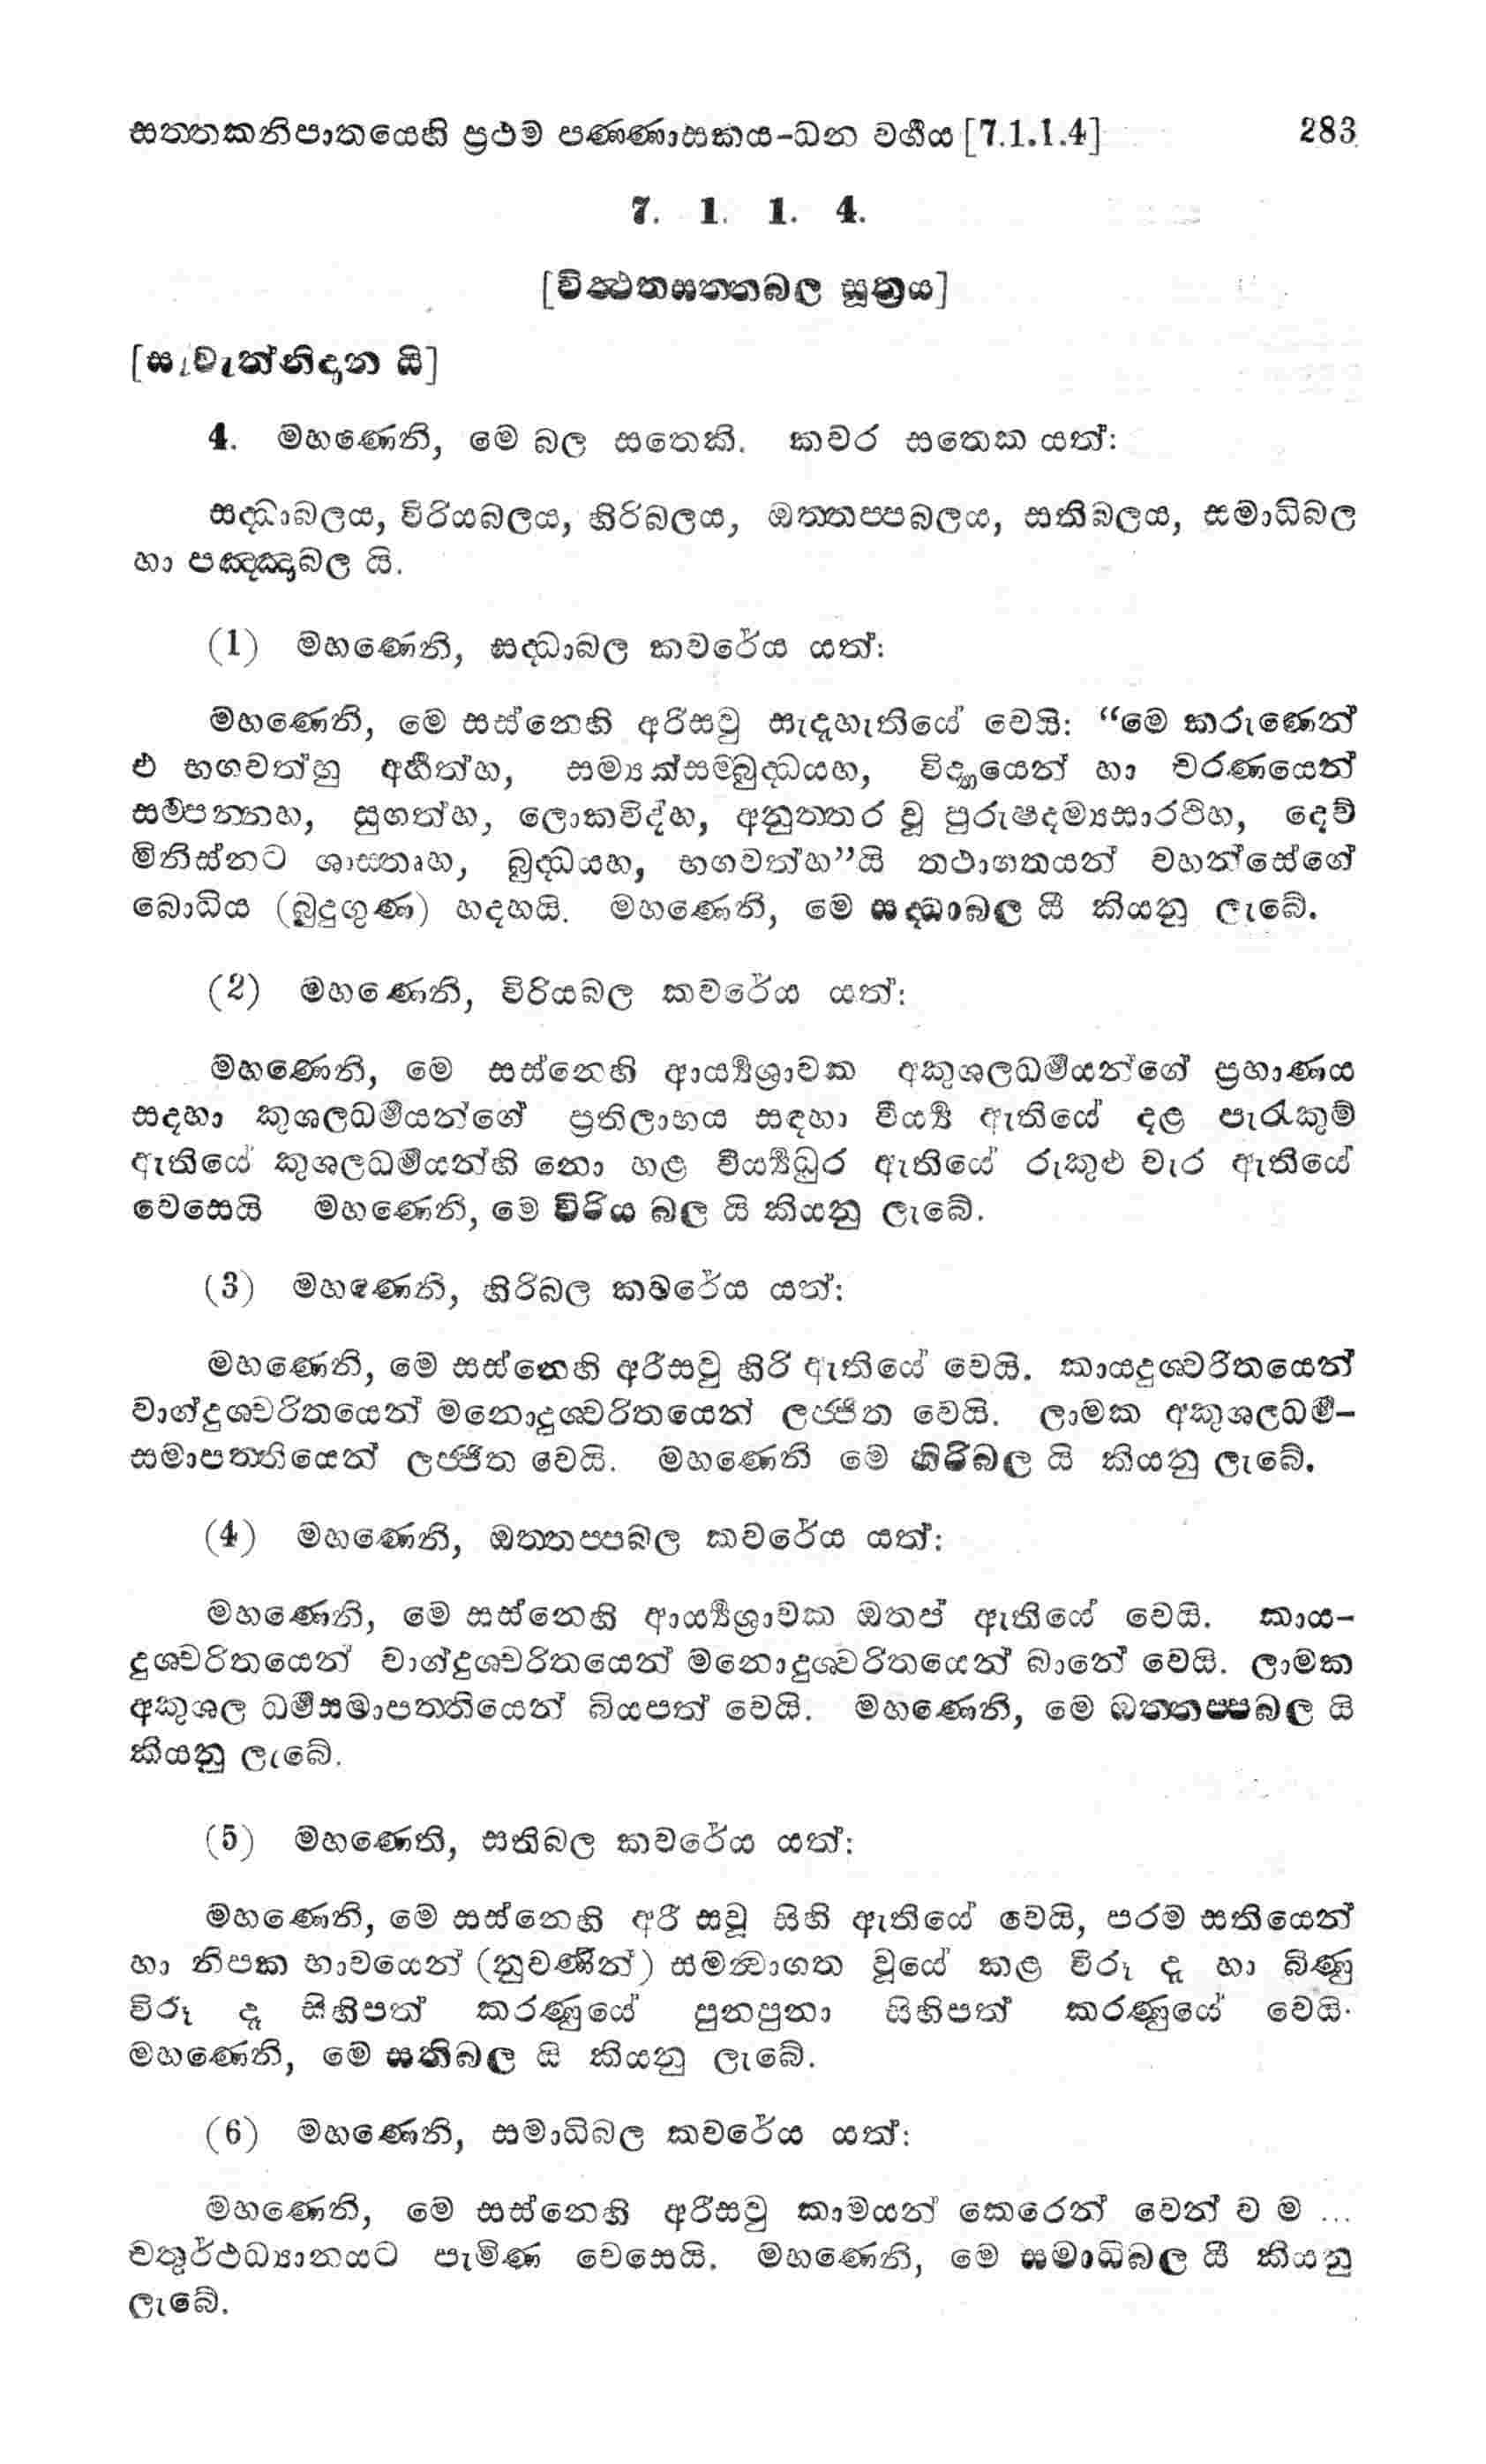 සත්තකනිපාතයෙහි ප්‍රථම පණ්ණාසකය-ධන වර්ගය [7.1.1.4] 283
7. 1. 1. 4.
[විත්ථතසත්තබල සූත්‍රය]
[සැවැත්නිදාන යි]
4. මහණෙනි, මෙ බල සතෙකි. කවර සතෙක යත්:
සද්ධාබලය, විරියබලය, හිරිබලය, ඔත්තප්පබලය, සතිබලය, සමාධිබල
හා පඤ්ඤාබල යි.
(1) මහණෙනි, සද්ධාබල කවරේය යත්:
මහණෙනි, මෙ සස්නෙහි අරිසවු සැදැහැතියේ වෙයි: “මෙ කරුණෙන්
එ භගවත්හු අර්හත්හ, සම්‍යක්සම්බුද්ධයහ, විද්‍යායෙන් හා චරණයෙන්
සම්පන්නහ, සුගත්හ, ලොකවිද්හ, අනුත්තර වූ පුරුෂදම්‍යසාරථිහ, දෙව්
මිනිස්නට ශාස්තෘහ, බුද්ධයහ, භගවත්හ”යි තථාගතයන් වහන්සේගේ
බොධිය (බුදුගුණ) හදහයි. මහණෙනි, මෙ සද්ධාබල යී කියනු ලැබේ.
(2) මහණෙනි, විරියබල කවරේය යත්:
මහණෙනි, මෙ සස්නෙහි ආර්‍ය්‍යශ්‍රාවක අකුශලධර්මයන්ගේ ප්‍රහාණය
සදහා කුශලධර්මයන්ගේ ප්‍රතිලාභය සඳහා වීර්‍ය්‍ය ඇතියේ දළ පැරැකුම්
ඇතියේ කුශලධර්මයන්හි නො හළ වීර්‍ය්‍යධුර ඇතියේ රුකුළු වැර ඇතියේ
වෙසෙයි මහණෙනි, මෙ විරිය බල යි කියනු ලැබේ.
(3) මහණෙනි, හිරිබල කවරේය යත්:
මහණෙනි, මෙ සස්නෙහි අරිසවු හිරි ඇතියේ වෙයි. කායදුශ්චරිතයෙන්
වාග්දුශ්චරිතයෙන් මනොදුශ්චරිතයෙන් ලජ්ජිත වෙයි. ලාමක අකුශලධර්ම-
සමාපත්තියෙන් ලජ්ජිත වෙයි. මහණෙනි මෙ හිරිබල යි කියනු ලැබේ.
(4) මහණෙනි, ඔත්තප්පබල කවරේය යත්:
මහණෙනි, මෙ සස්නෙහි ආර්‍ය්‍යශ්‍රාවක ඔතප් ඇතියේ වෙයි. කාය-
දුශ්චරිතයෙන් වාග්දුශ්චරිතයෙන් මනොදුශ්චරිතයෙන් බානේ වෙයි. ලාමක
අකුශල ධර්මසමාපත්තියෙන් බියපත් වෙයි. මහණෙනි, මෙ ඔත්තප්පබල යි
කියනු ලැබේ.
(5) මහණෙනි, සතිබල කවරේය යත්:
මහණෙනි, මෙ සස්නෙහි අරි සවූ සිහි ඇතියේ වෙයි, පරම සතියෙන්
හා නිපක භාවයෙන් (නුවණින්) සමන්වාගත වූයේ කළ විරූ දෑ හා බිණු
විරූ දෑ සිහිපත් කරණුයේ පුනපුනා සිහිපත් කරණුයේ වෙයි.
මහණෙනි, මෙ සතිබල යි කියනු ලැබේ.
(6) මහණෙනි, සමාධිබල කවරේය යත්:
මහණෙනි, මෙ සස්නෙහි අරිසවු කාමයන් කෙරෙන් වෙන් ව ම ...
චතුර්ථධ්‍යානයට පැමිණ වෙසෙයි. මහණෙනි, මෙ සමාධිබල යී කියනු
ලැබේ.